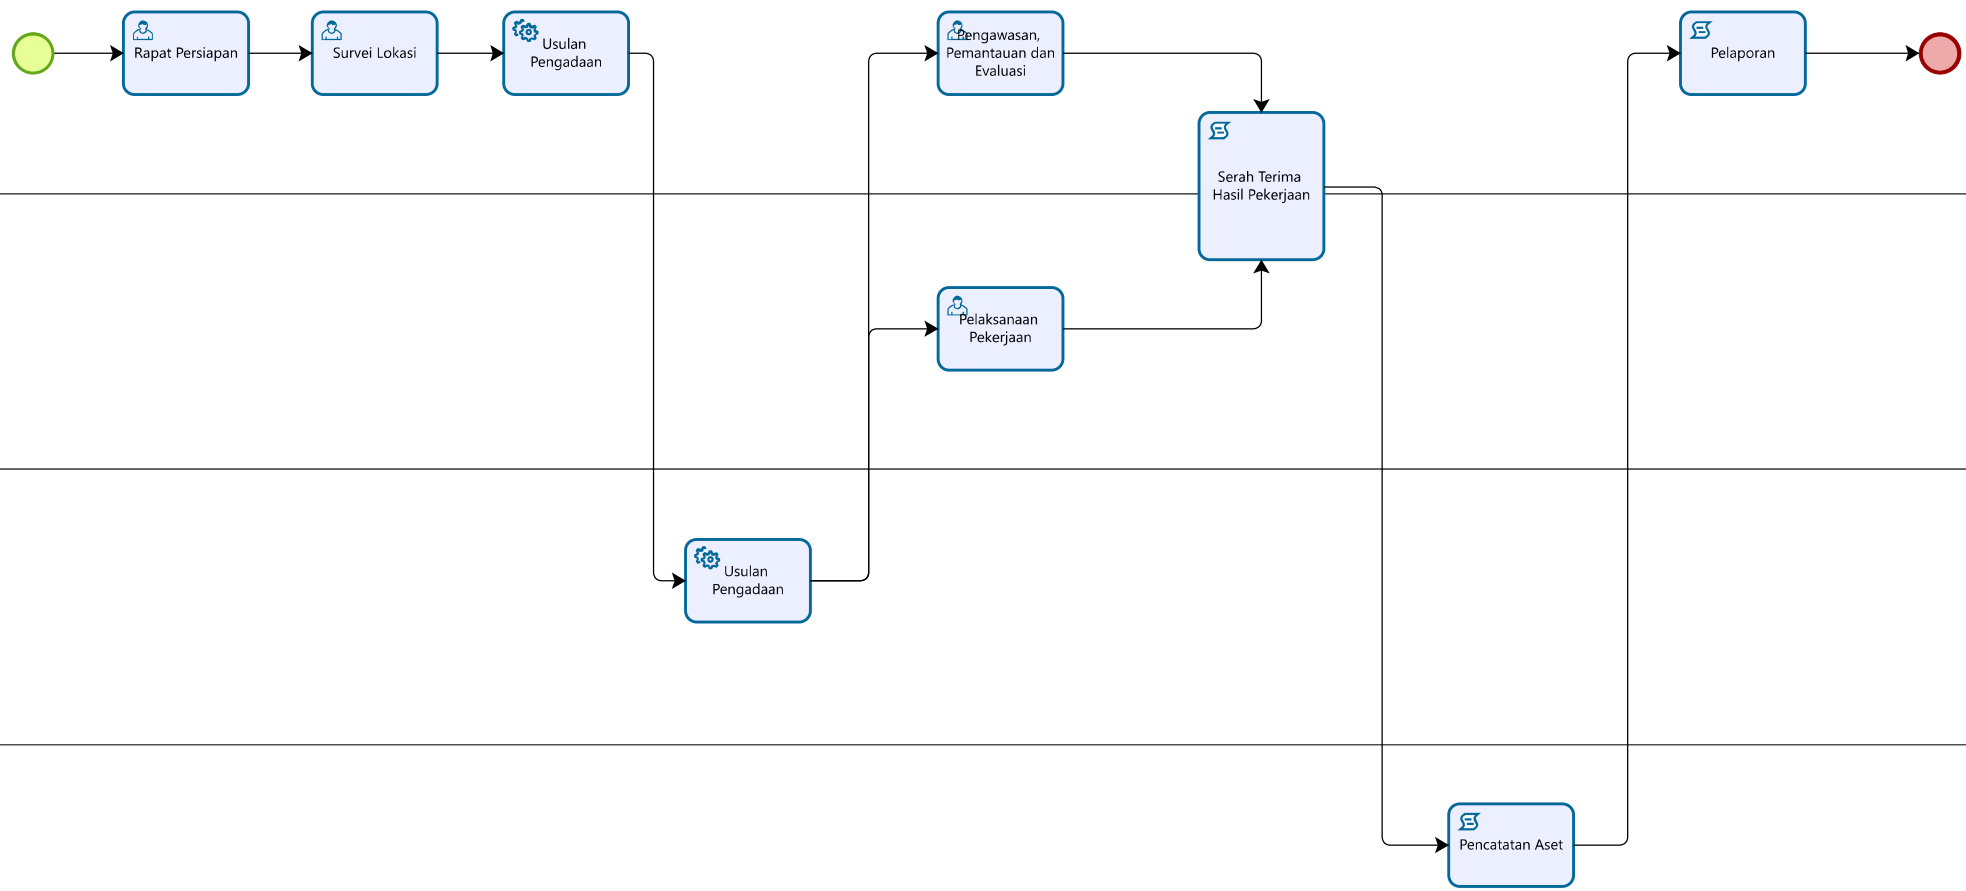 Rapat Persiapan
Survei Lokasi
Usulan
Pengadaan
Pengawasan,
Pemantauan dan
Evaluasi
Pelaporan
Serah Terima
Hasil Pekerjaan
Pelaksanaan
Pekerjaan
Usulan
Pengadaan
Pencatatan Aset